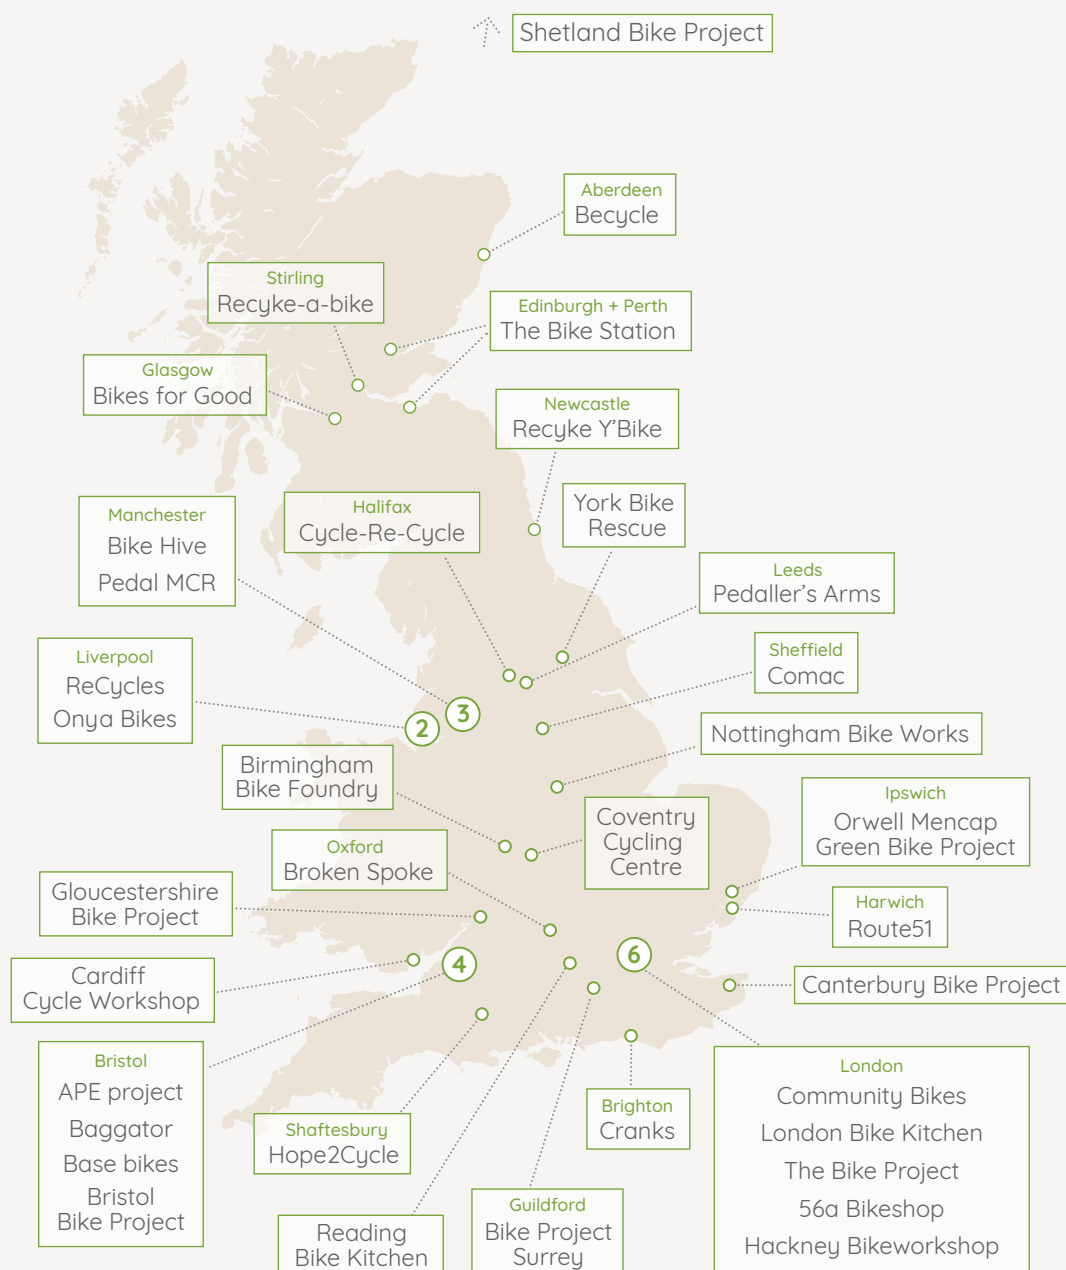 Shetland Bike Project
Aberdeen
Becycle
Stirling
Recyke-a-bike
Edinburgh + Perth
The Bike Station
Glasgow
Bikes for Good
Newcastle
Recyke Y'Bike
Halifax
Cycle-Re-Cycle
York Bike
Rescue
Manchester
Bike Hive
Pedal MCR
Leeds
Pedaller's Arms
Liverpool
ReCycles
Onya Bikes
Sheffield
Comac
2
3
Nottingham Bike Works
Birmingham
Bike Foundry
Coventry
Cycling
Centre
Ipswich
Orwell Mencap
Green Bike Project
Oxford
Broken Spoke
Gloucestershire
Bike Project
Harwich
Route51
4
6
Cardiff
Cycle Workshop
Canterbury Bike Project
Bristol
APE project
Baggator
Base bikes
Bristol
Bike Project
Shaftesbury
Hope2Cycle
Brighton
Cranks
London
Community Bikes
London Bike Kitchen
The Bike Project
56a Bikeshop
Hackney Bikeworkshop
Reading
Bike Kitchen
Guildford
Bike Project
Surrey